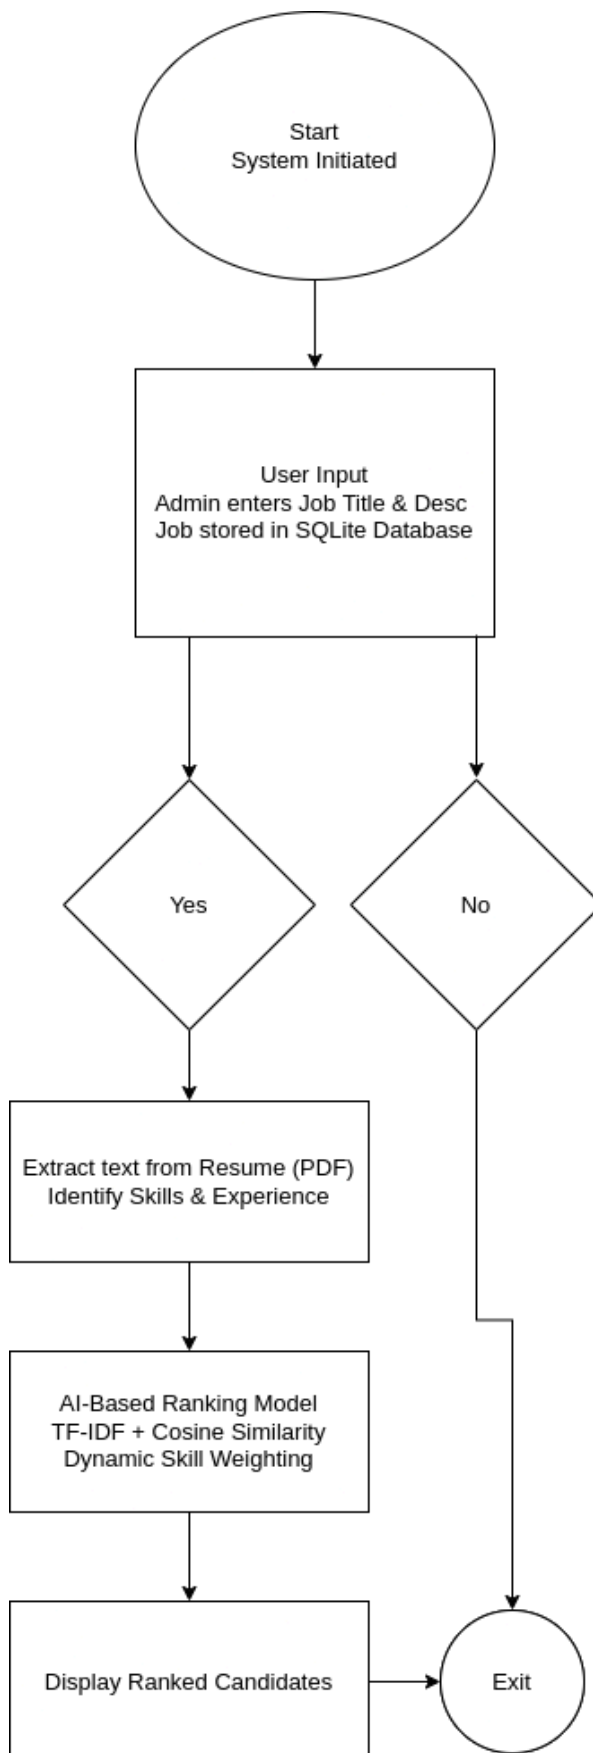 Start
System Initiated
User Input
Admin enters Job Title & Desc
Job stored in SQLite Database
Yes
No
Extract text from Resume (PDF)
Identify Skills & Experience
AI-Based Ranking Model
TF-IDF + Cosine Similarity
Dynamic Skill Weighting
Display Ranked Candidates
Exit